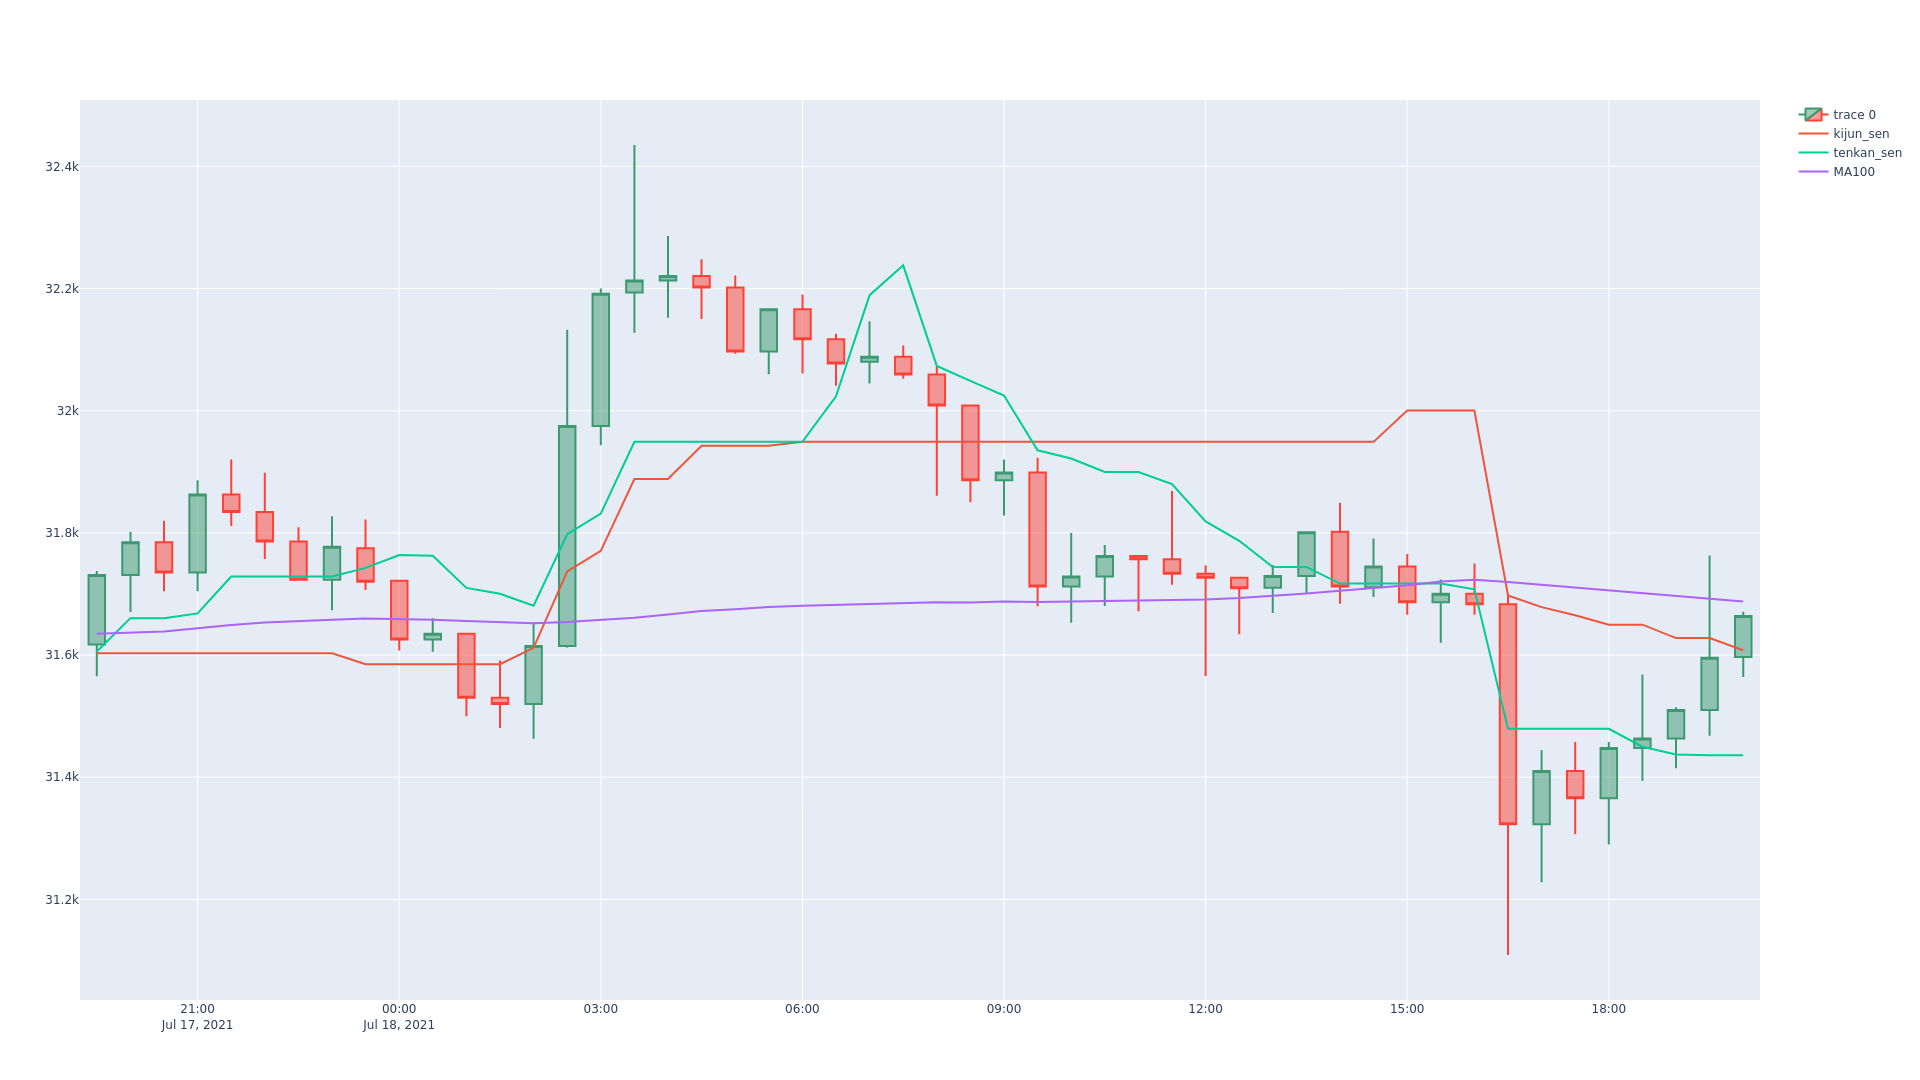 trace 0
kijun_sen
tenkan_sen
MA100
32.4k
32.2k
32k
31.8k
31.6k
31.4k
31.2k
21:00 00:00 03:00 06:00 09:00 12:00 15:00 18:00
Jul 17, 2021 Jul 18, 2021